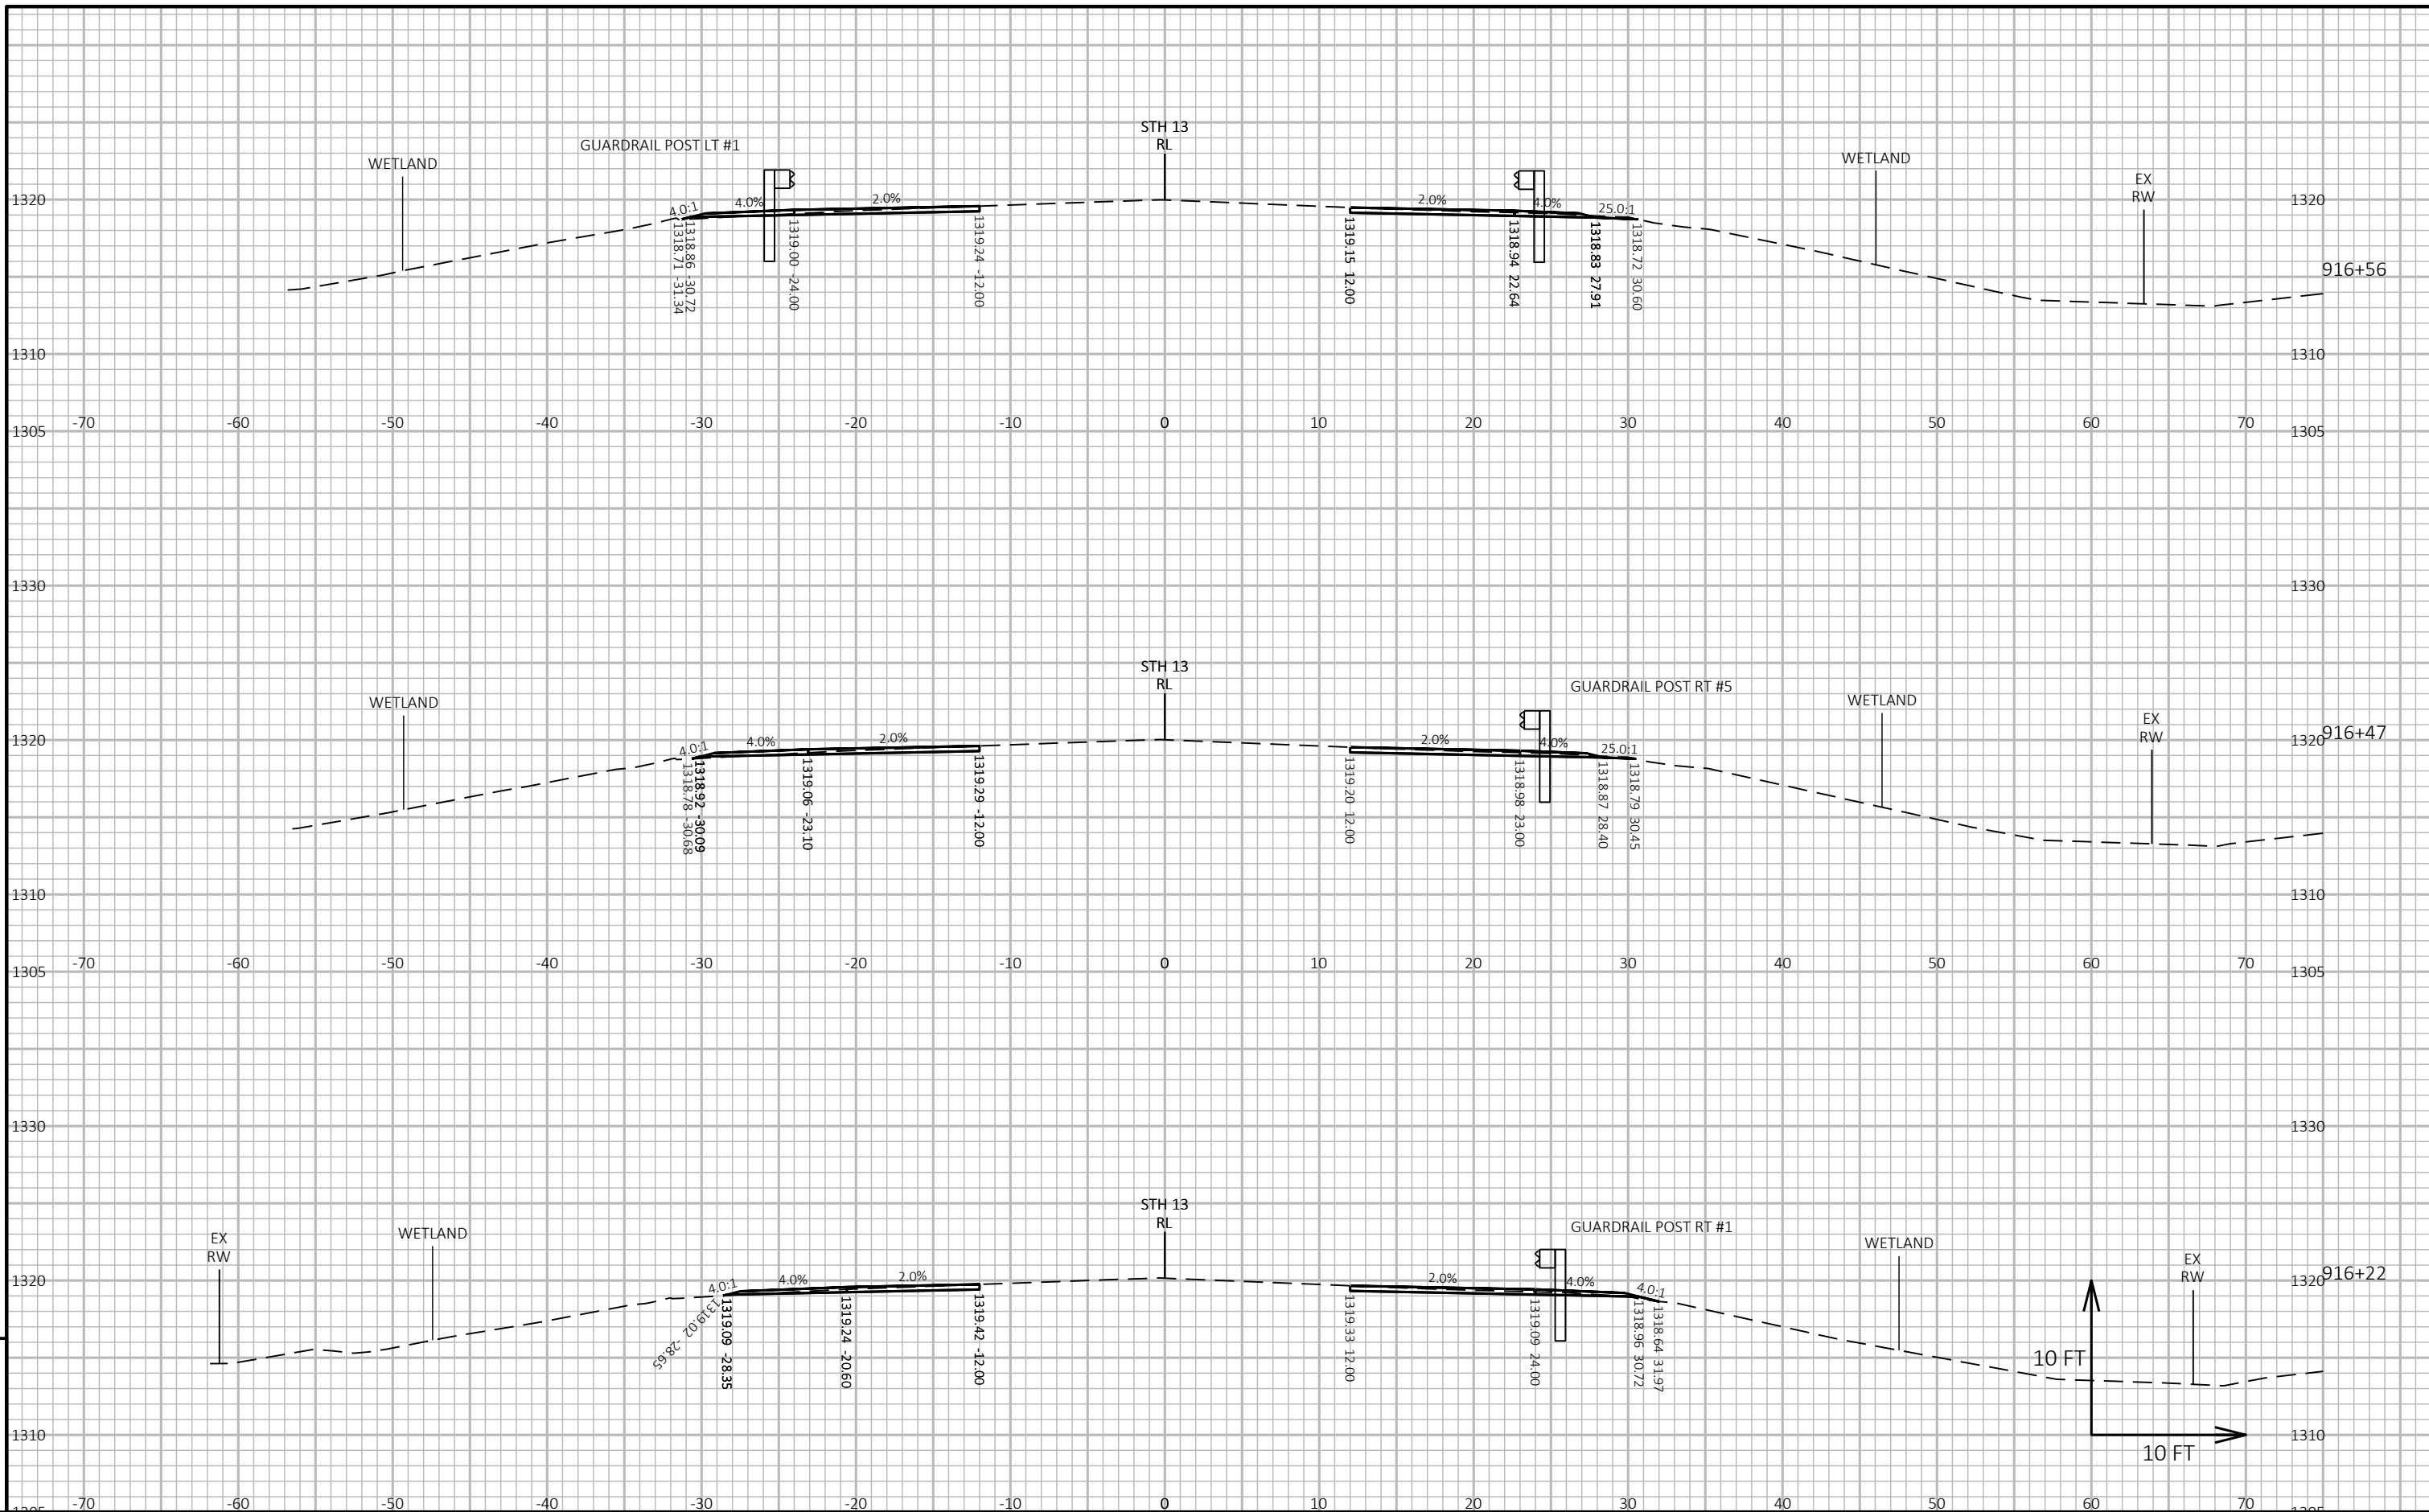 STH 13
RL
GUARDRAIL POST LT #1
WETLAND
WETLAND
EX
RW
1320
4.0:1
4.0%
2.0%
2.0%
4.0%
25.0:1
1320
1318.71 -31.34
1318.86 -30.72
1319.00 -24.00
1319.24 -12.00
1319.15 12.00
1318.94 22.64
1318.83 27.91
1318.72 30.60
916+56
1310
1310
-70 -60 -50 -40 -30 -20 -10 0 10 20 30 40 50 60 70
1305
1305
1330
1330
STH 13
RL
GUARDRAIL POST RT #5
WETLAND
WETLAND
EX
RW
1320
4.0:1
4.0%
2.0%
2.0%
4.0%
25.0:1
1320
916+47
1318.78 -30.68
1318.92 -30.09
1319.06 -23.10
1319.29 -12.00
1319.20 12.00
1318.98 23.00
1318.87 28.40
1318.79 30.45
1310
1310
-70 -60 -50 -40 -30 -20 -10 0 10 20 30 40 50 60 70
1305
1305
1330
1330
STH 13
RL
GUARDRAIL POST RT #1
EX
RW
WETLAND
WETLAND
EX
RW
1320
4.0:1
4.0%
2.0%
2.0%
4.0%
4.0:1
1320
916+22
1319.02 -28.65
1319.09 -28.35
1319.24 -20.60
1319.42 -12.00
1319.33 12.00
1319.09 24.00
1318.96 30.72
1318.64 31.97
10 FT
1310
1310
10 FT
-70 -60 -50 -40 -30 -20 -10 0 10 20 30 40 50 60 70
1305
1305